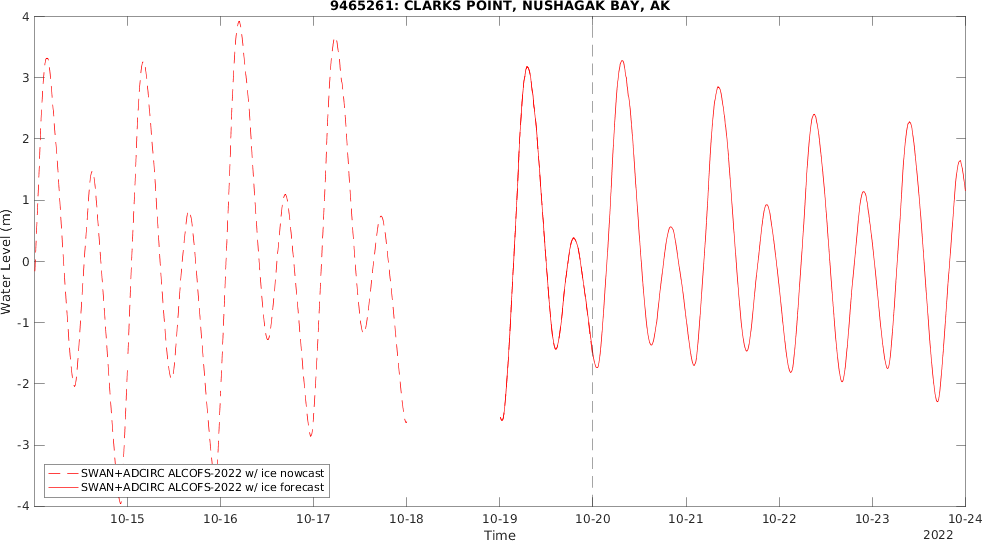 9465261: CLARKS POINT, NUSHAGAK BAY, AK
4
3
2
1
0
-1
-2
-3
-4
Water Level (m)
SWAN+ADCIRC ALCOFS-2022 w/ ice nowcast
SWAN+ADCIRC ALCOFS-2022 w/ ice forecast
10-15 10-16 10-17 10-18 10-19 10-20 10-21 10-22 10-23 10-24
Time
2022